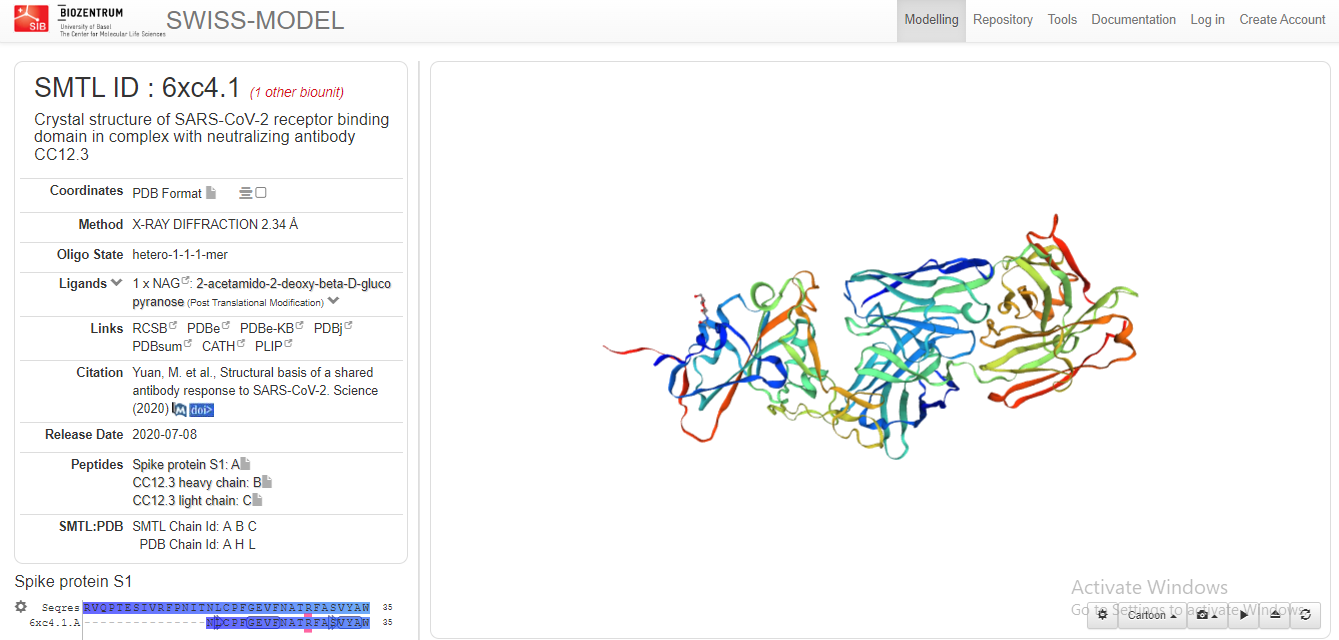 SIB
BIOZENTRUM
University of Basel
The Center for Molecular Life Sciences
SWISS-MODEL
Modelling Repository Tools Documentation Log in Create Account
SMTL ID : 6xc4.1 (1 other biounit)
Crystal structure of SARS-CoV-2 receptor binding
domain in complex with neutralizing antibody
CC12.3
Coordinates PDB Format
Method X-RAY DIFFRACTION 2.34 Å
Oligo State hetero-1-1-1-mer
Ligands 1 x NAG: 2-acetamido-2-deoxy-beta-D-gluco
pyranose (Post Translational Modification)
Links RCSB PDBe PDBe-KB PDBj
PDBsum CATH PLIP
Citation Yuan, M. et al., Structural basis of a shared
antibody response to SARS-CoV-2. Science
(2020) M doi>
Release Date 2020-07-08
Peptides Spike protein S1: A
CC12.3 heavy chain: B
CC12.3 light chain: C
SMTL:PDB SMTL Chain Id: A B C
PDB Chain Id: A H L
Spike protein S1
Seqres RVQPTESIVRFPNITNLCPFGEVFNATRFASVYAW 35
6xc4.1.A ----------------NLCPFGEVFNATRFASVYAW 35
Activate Windows
Go to Settings to activate Windows.
Cartoon